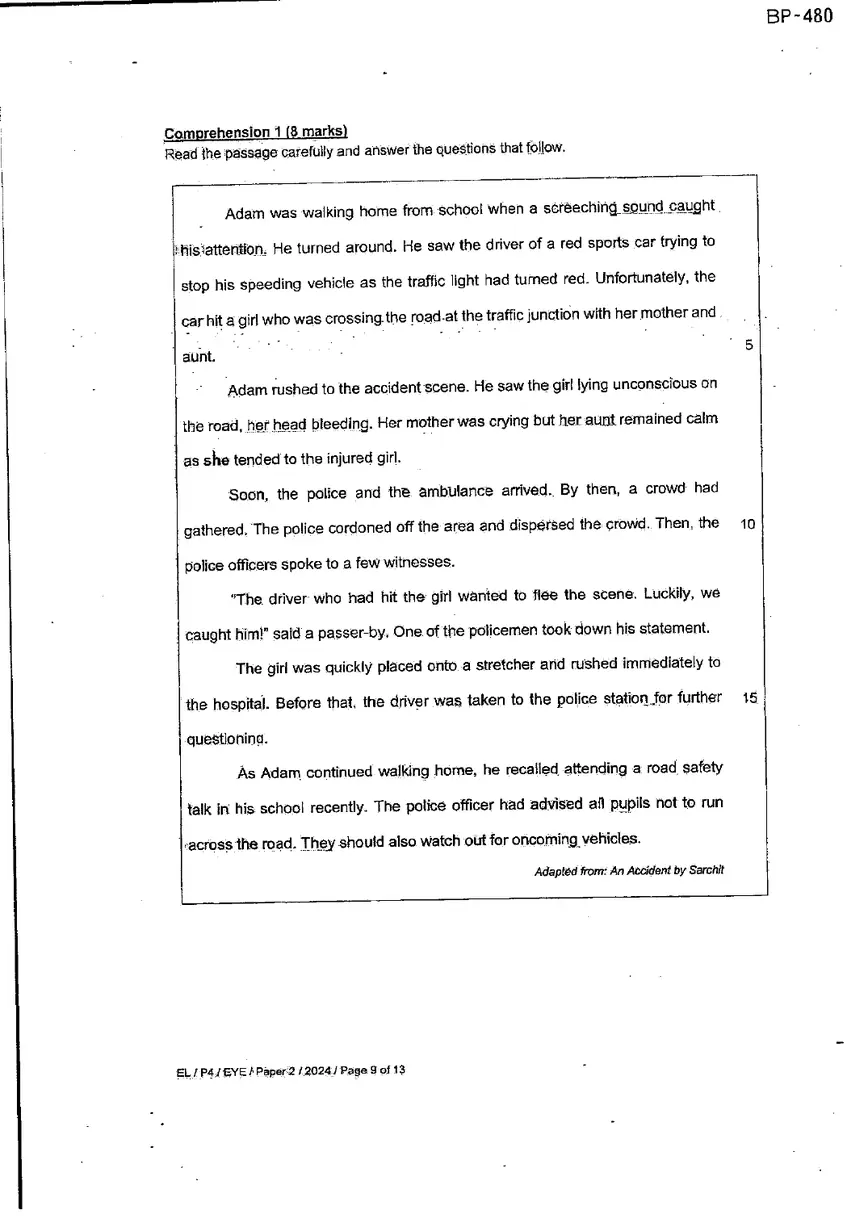 BP-480
Comprehension 1 (8 marks)
Read the passage carefully and answer the questions that follow.
Adam was walking home from school when a screeching sound caught
his attention. He turned around. He saw the driver of a red sports car trying to
stop his speeding vehicle as the traffic light had turned red. Unfortunately, the
car hit a girl who was crossing the road at the traffic junction with her mother and
aunt.
5
Adam rushed to the accident scene. He saw the girl lying unconscious on
the road, her head bleeding. Her mother was crying but her aunt remained calm
as she tended to the injured girl.
Soon, the police and the ambulance arrived. By then, a crowd had
gathered. The police cordoned off the area and dispersed the crowd. Then, the 10
police officers spoke to a few witnesses.
"The driver who had hit the girl wanted to flee the scene. Luckily, we
caught him!" said a passer-by. One of the policemen took down his statement.
The girl was quickly placed onto a stretcher and rushed immediately to
the hospital. Before that, the driver was taken to the police station for further 15
questioning.
As Adam continued walking home, he recalled attending a road safety
talk in his school recently. The police officer had advised all pupils not to run
across the road. They should also watch out for oncoming vehicles.
Adapted from: An Accident by Sarchit
EL / P4 / EYE / Paper 2 / 2024 / Page 9 of 13